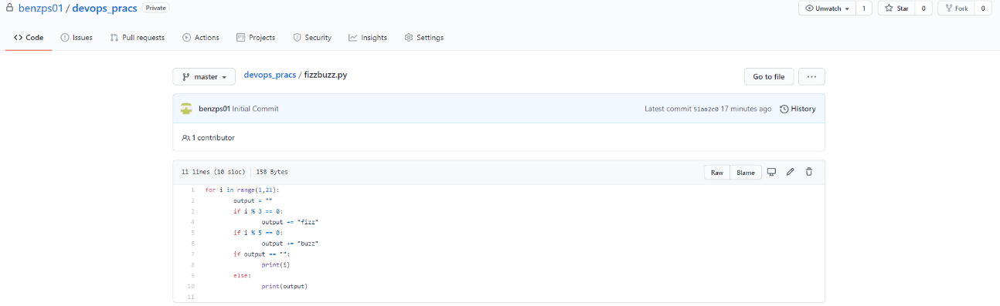 benzps01 / devops_pracs Private Unwatch 1 Star 0 Fork 0
Code Issues Pull requests Actions Projects Security Insights Settings
master devops_pracs / fizzbuzz.py Go to file ...
benzps01 Initial Commit Latest commit 51aa2c0 17 minutes ago History
1 contributor
11 lines (10 sloc) 158 Bytes Raw Blame
1 for i in range(1,21):
2 output = ""
3 if i % 3 == 0:
4 output += "fizz"
5 if i % 5 == 0:
6 output += "buzz"
7 if output == "":
8 print(i)
9 else:
10 print(output)
11